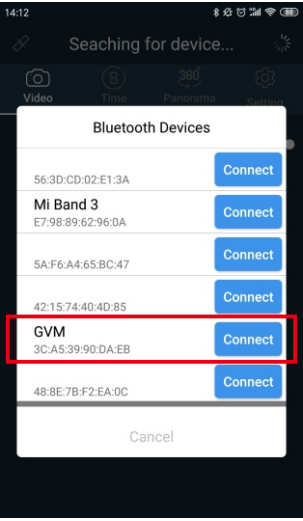 14:12
Seaching for device...
Video Time Panorama Setting
Bluetooth Devices
56:3D:CD:02:E1:3A Connect
Mi Band 3
E7:98:89:62:96:0A Connect
5A:F6:A4:65:BC:47 Connect
42:15:74:40:4D:85 Connect
GVM
3C:A5:39:90:DA:EB Connect
48:8E:7B:F2:EA:0C Connect
Cancel